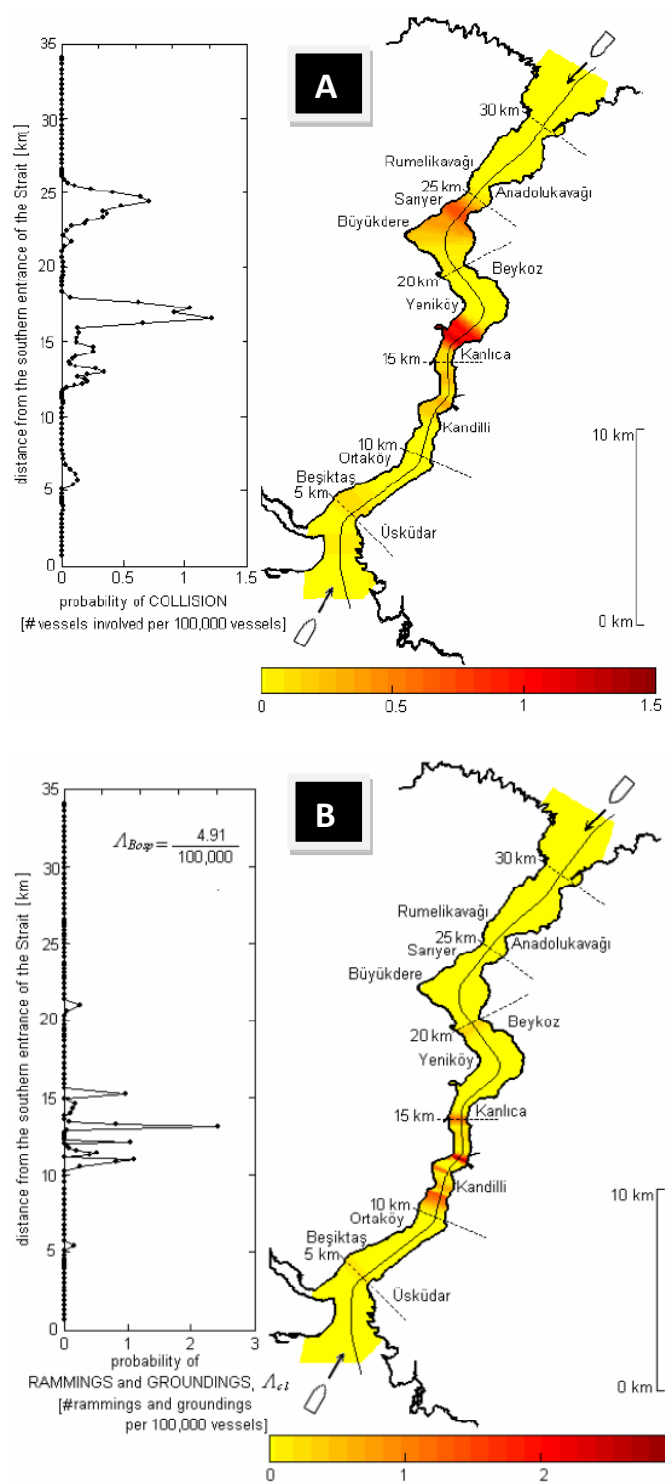 A
35
30
25
20
15
10
5
0
distance from the southern entrance of the Strait [km]
0
0.5
1
1.5
probability of COLLISION
[# vessels involved per 100,000 vessels]
30 km
Rumelikavağı
25 km
Anadolukavağı
Sarıyer
Büyükdere
Beykoz
20 km
Yeniköy
Kanlıca
15 km
Kandilli
10 km
Ortaköy
Beşiktaş
5 km
Üsküdar
10 km
0 km
0
0.5
1
1.5
B
35
30
25
20
15
10
5
0
distance from the southern entrance of the Strait [km]
Λ_Bosp = 4.91
100,000
0
1
2
3
probability of
RAMMINGS and GROUNDINGS, Λ_cl
[#rammings and groundings
per 100,000 vessels]
30 km
Rumelikavağı
25 km
Anadolukavağı
Sarıyer
Büyükdere
Beykoz
20 km
Yeniköy
Kanlıca
15 km
Kandilli
10 km
Ortaköy
Beşiktaş
5 km
Üsküdar
10 km
0 km
0
1
2